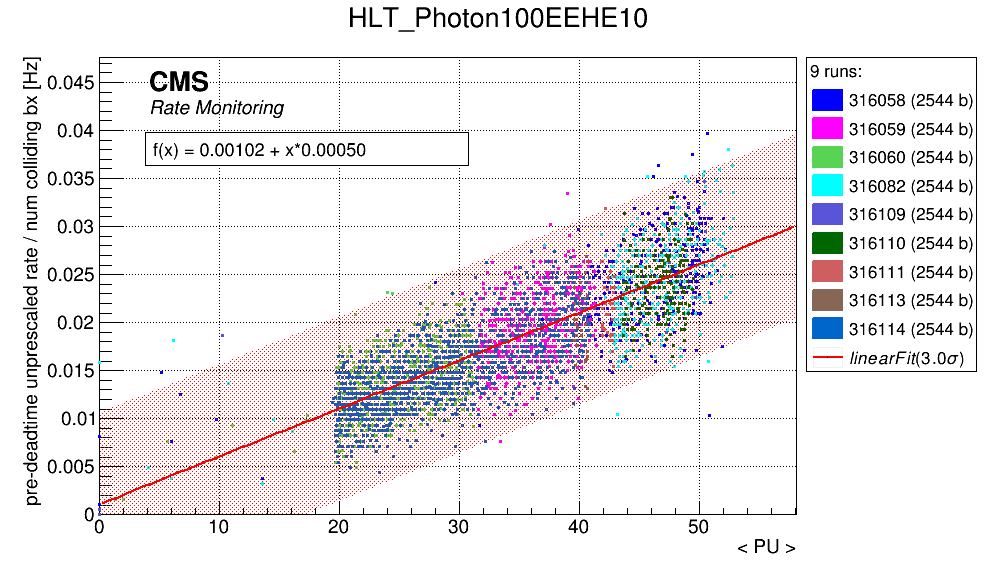 HLT_Photon100EEHE10
pre-deadtime unprescaled rate / num colliding bx [Hz]
0.045
0.04
0.035
0.03
0.025
0.02
0.015
0.01
0.005
0
CMS
Rate Monitoring
f(x) = 0.00102 + x*0.00050
0 10 20 30 40 50
< PU >
9 runs:
316058 (2544 b)
316059 (2544 b)
316060 (2544 b)
316082 (2544 b)
316109 (2544 b)
316110 (2544 b)
316111 (2544 b)
316113 (2544 b)
316114 (2544 b)
linearFit(3.0σ)